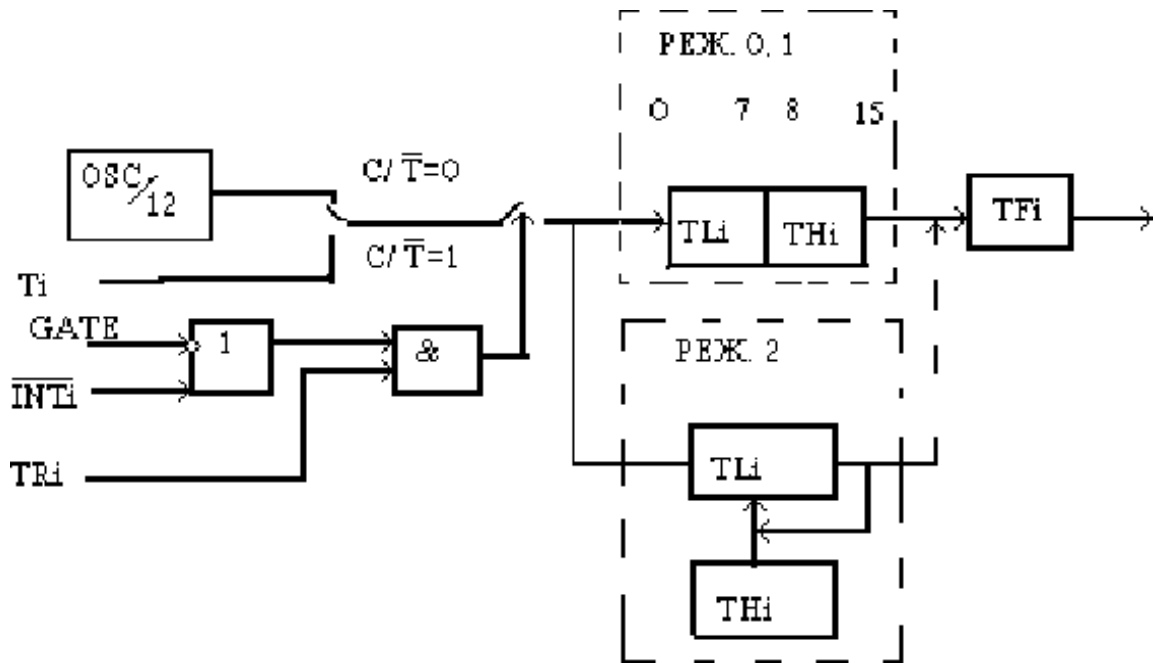 РЕЖ. 0, 1
0 7 8 15
OSC/12
C/T̅=0
TLi
THi
TFi
C/T̅=1
Ti
GATE
1
&
РЕЖ. 2
I̅N̅T̅i̅
TRi
TLi
THi